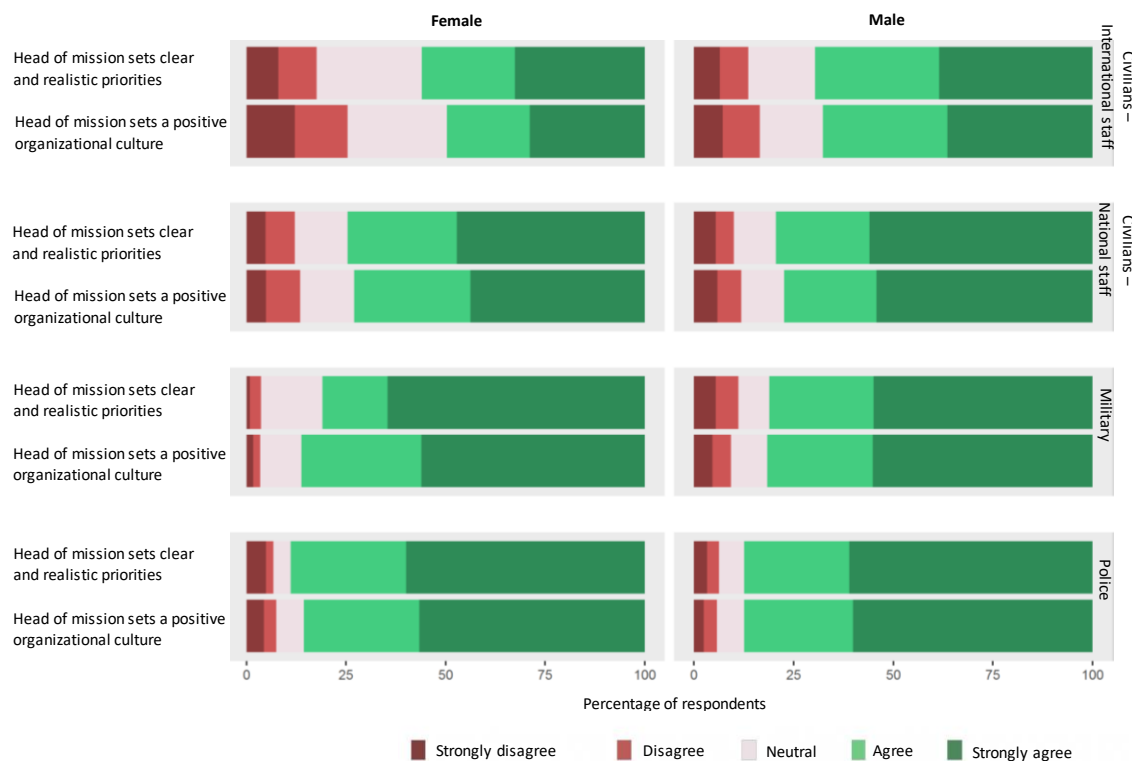 Female
Male
Head of mission sets clear
and realistic priorities
Head of mission sets a positive
organizational culture
Civilians –
International staff
Head of mission sets clear
and realistic priorities
Head of mission sets a positive
organizational culture
Civilians –
National staff
Head of mission sets clear
and realistic priorities
Head of mission sets a positive
organizational culture
Military
Head of mission sets clear
and realistic priorities
Head of mission sets a positive
organizational culture
Police
0 25 50 75 100
0 25 50 75 100
Percentage of respondents
Strongly disagree Disagree Neutral Agree Strongly agree